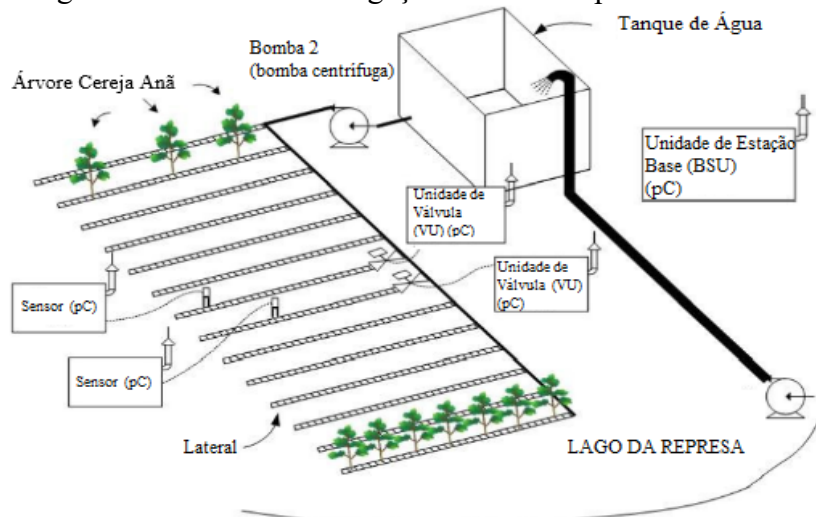 Tanque de Água
Bomba 2
(bomba centrifuga)
Árvore Cereja Anã
Unidade de Estação
Base (BSU)
(pC)
Unidade de
Válvula
(VU) (pC)
Unidade de
Válvula (VU)
(pC)
Sensor (pC)
Sensor (pC)
Lateral
LAGO DA REPRESA